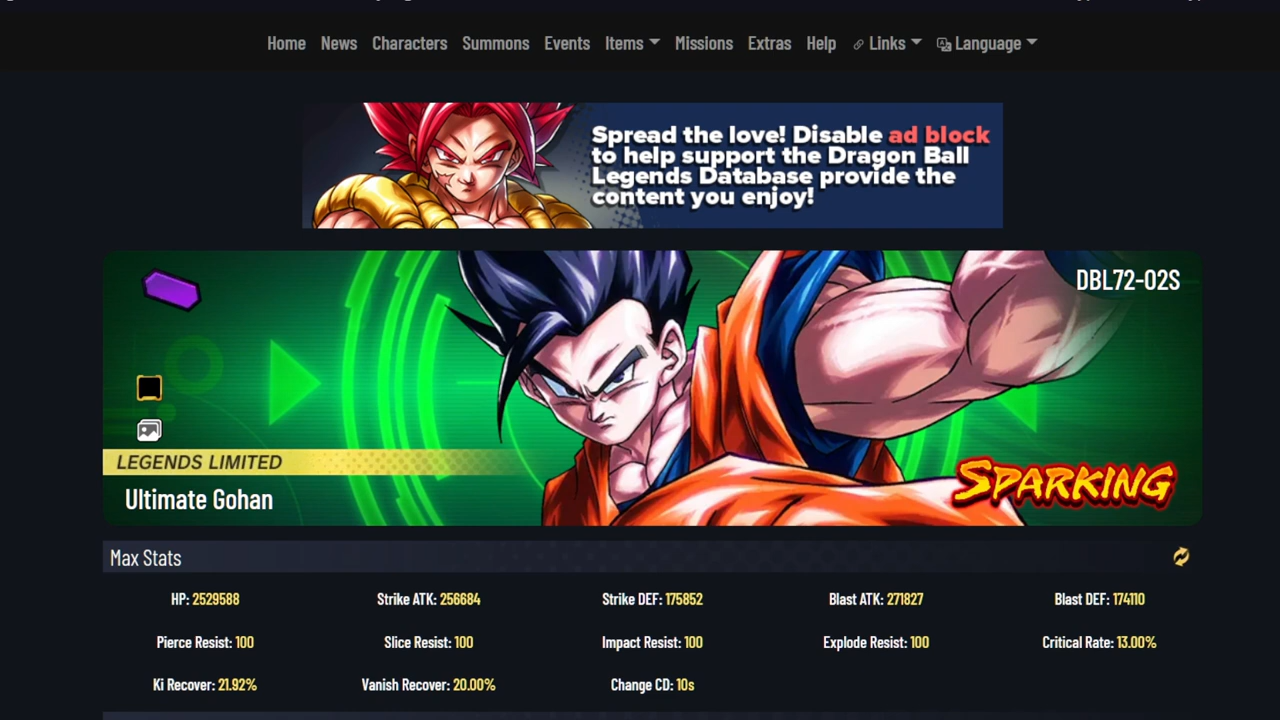 Home News Characters Summons Events Items Missions Extras Help Links Language
Spread the love! Disable ad block
to help support the Dragon Ball
Legends Database provide the
content you enjoy!
DBL72-02S
LEGENDS LIMITED
Ultimate Gohan
SPARKING
Max Stats
HP: 2529588 Strike ATK: 256684 Strike DEF: 175852 Blast ATK: 271827 Blast DEF: 174110
Pierce Resist: 100 Slice Resist: 100 Impact Resist: 100 Explode Resist: 100 Critical Rate: 13.00%
Ki Recover: 21.92% Vanish Recover: 20.00% Change CD: 10s